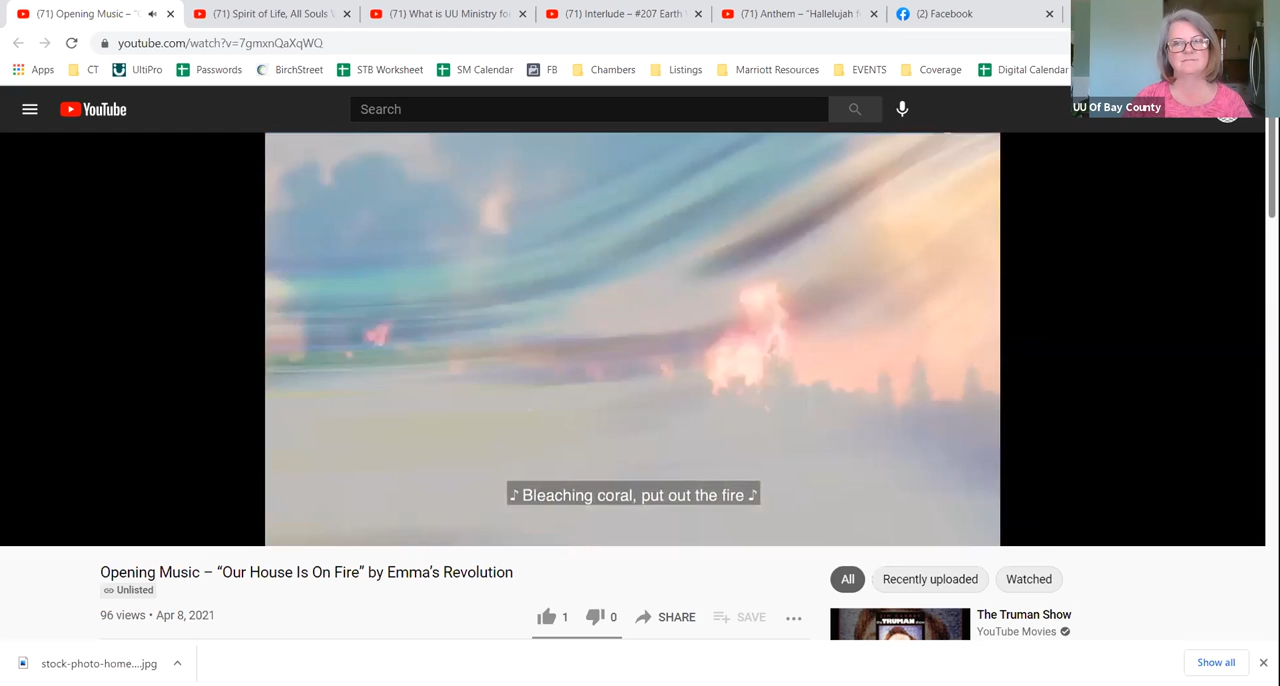 (71) Opening Music – "
(71) Spirit of Life, All Souls
(71) What is UU Ministry for
(71) Interlude – #207 Earth
(71) Anthem – "Hallelujah f
(2) Facebook
youtube.com/watch?v=7gmxnQaXqWQ
Apps
CT
UltiPro
Passwords
BirchStreet
STB Worksheet
SM Calendar
FB
Chambers
Listings
Marriott Resources
EVENTS
Coverage
Digital Calendar
UU Of Bay County
YouTube
Search
♪ Bleaching coral, put out the fire ♪
Opening Music – “Our House Is On Fire” by Emma’s Revolution
Unlisted
96 views • Apr 8, 2021
1
0
SHARE
SAVE
All
Recently uploaded
Watched
TRUMAN
The Truman Show
YouTube Movies
stock-photo-home....jpg
Show all